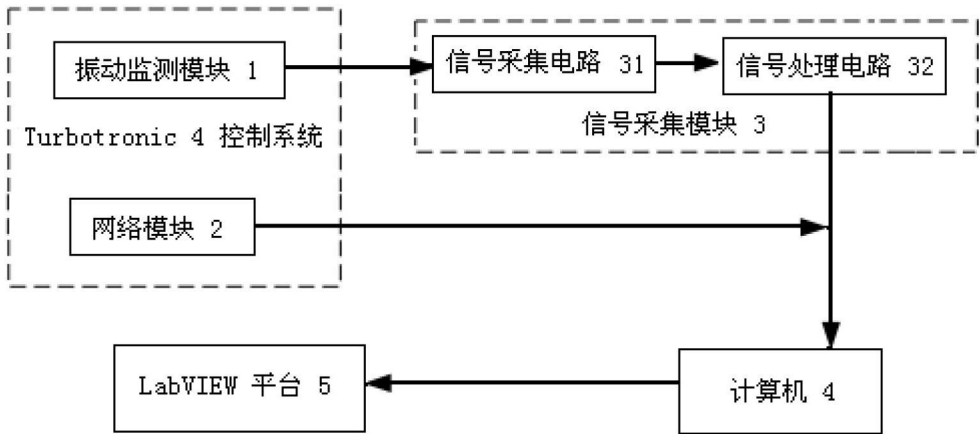 振动监测模块 1
信号采集电路 31
信号处理电路 32
Turbotronic 4 控制系统
信号采集模块 3
网络模块 2
LabVIEW 平台 5
计算机 4